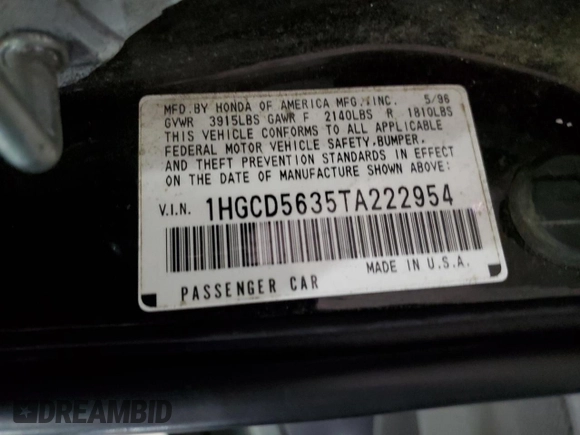 MFD.BY HONDA OF AMERICA MFG.,INC. 5/96
GVWR 3915LBS GAWR F 2140LBS R 1810LBS
THIS VEHICLE CONFORMS TO ALL APPLICABLE
FEDERAL MOTOR VEHICLE SAFETY,BUMPER,
AND THEFT PREVENTION STANDARDS IN EFFECT
ON THE DATE OF MANUFACTURE SHOWN ABOVE:
V.I.N. 1HGCD5635TA222954
PASSENGER CAR MADE IN U.S.A.
DREAMBID